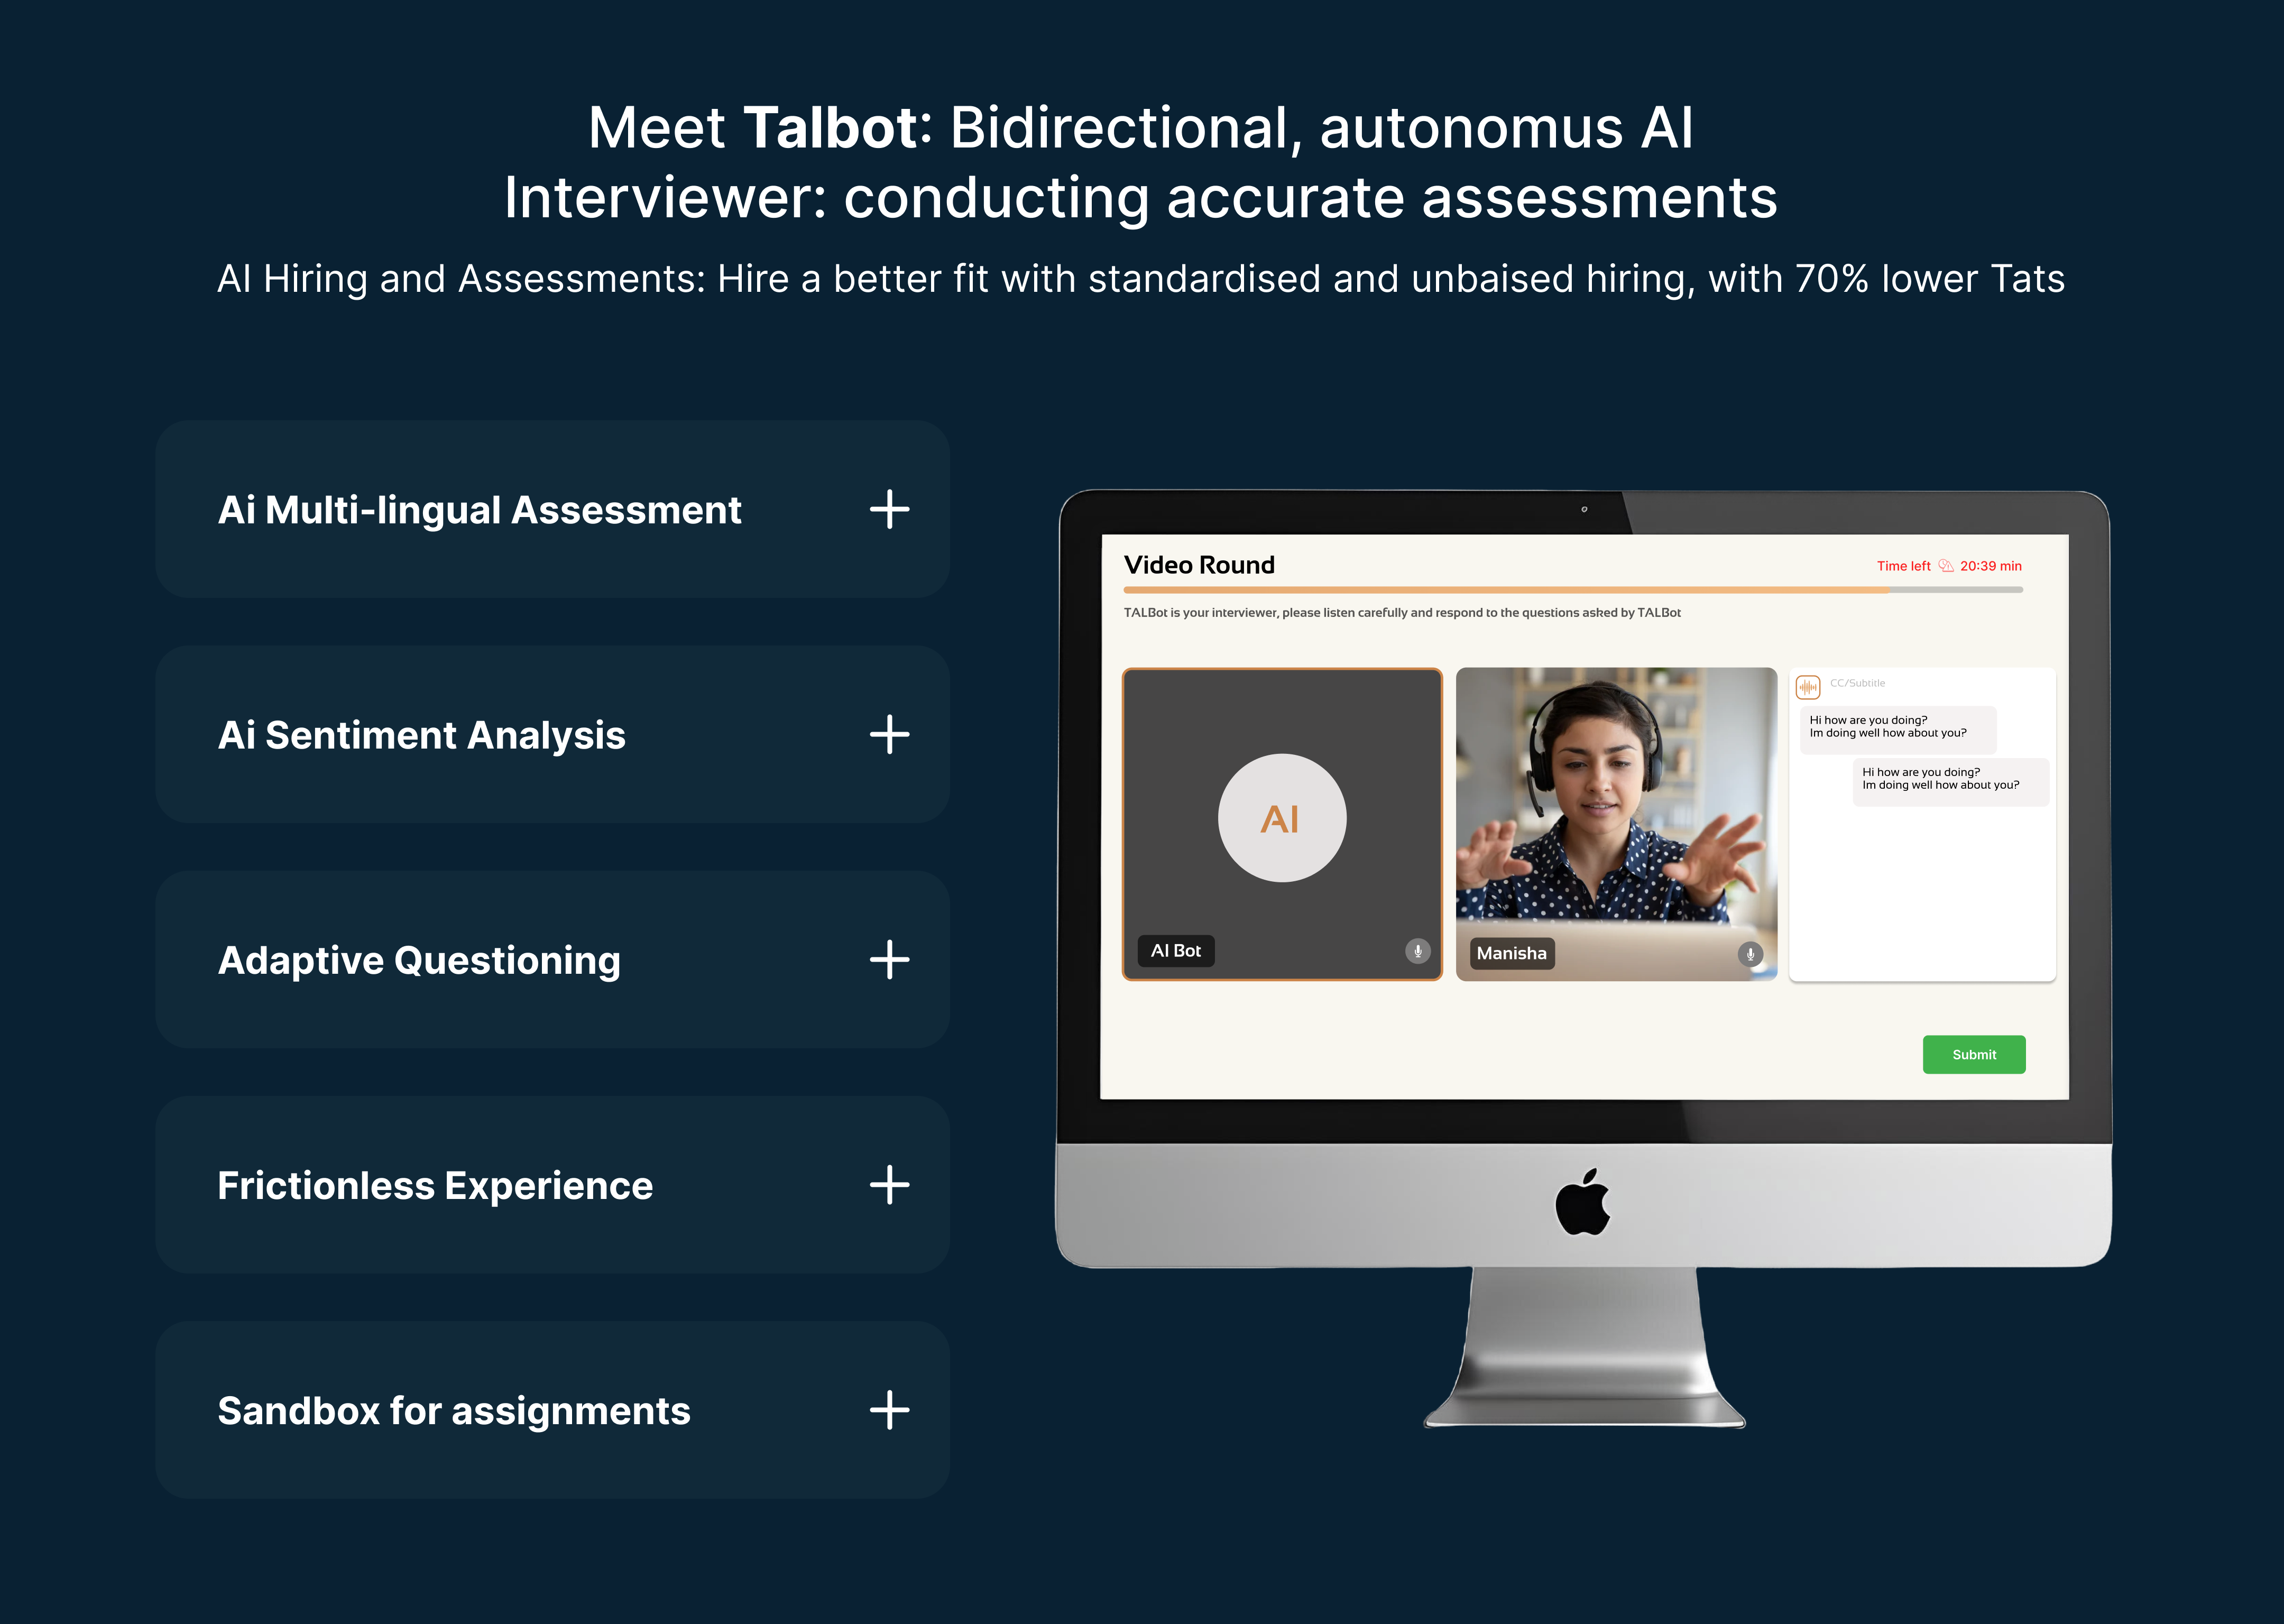 Meet Talbot: Bidirectional, autonomus AI
Interviewer: conducting accurate assessments
AI Hiring and Assessments: Hire a better fit with standardised and unbaised hiring, with 70% lower Tats
Ai Multi-lingual Assessment
Ai Sentiment Analysis
Adaptive Questioning
Frictionless Experience
Sandbox for assignments
Video Round
Time left 20:39 min
TALBot is your interviewer, please listen carefully and respond to the questions asked by TALBot
AI
AI Bot
Manisha
CC/Subtitle
Hi how are you doing?
Im doing well how about you?
Hi how are you doing?
Im doing well how about you?
Submit